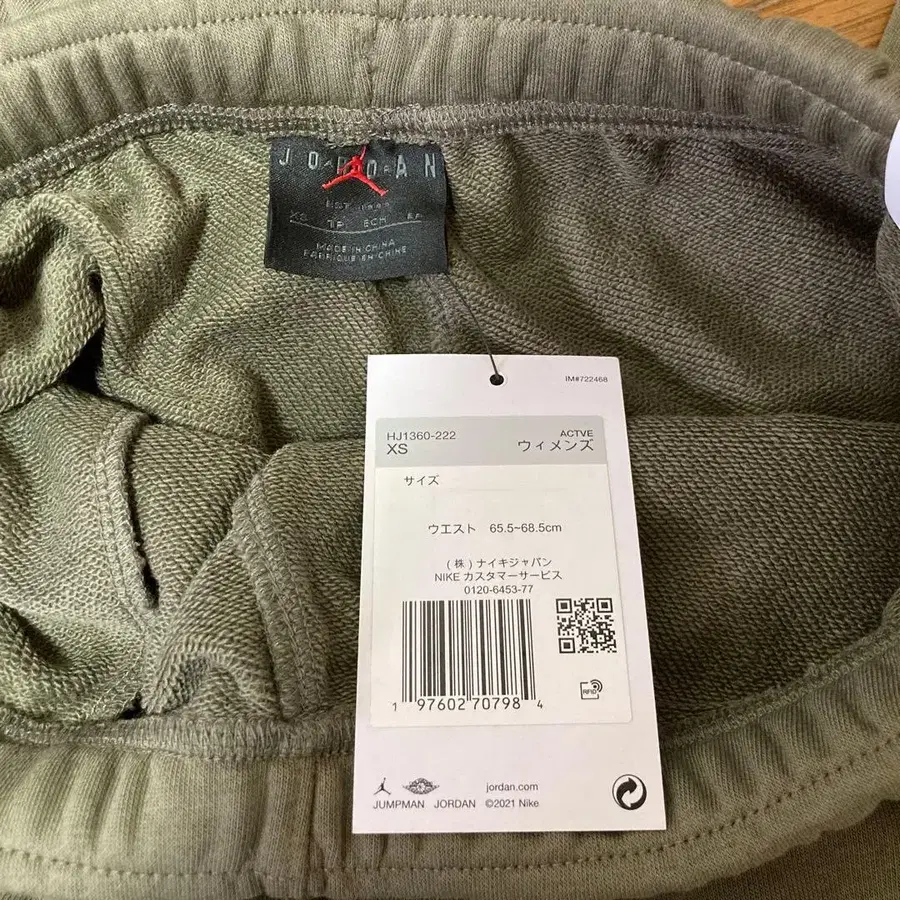 JORDAN
MADE IN CHINA
FABRIQUE EN CHINE
IM#722468
HJ1360-222
ACTVE
XS
ウィメンズ
サイズ
ウエスト 65.5~68.5cm
(株)ナイキジャパン
NIKE カスタマーサービス
0120-6453-77
RFID
1 97602 70798 4
jordan.com
JUMPMAN JORDAN ©2021 Nike